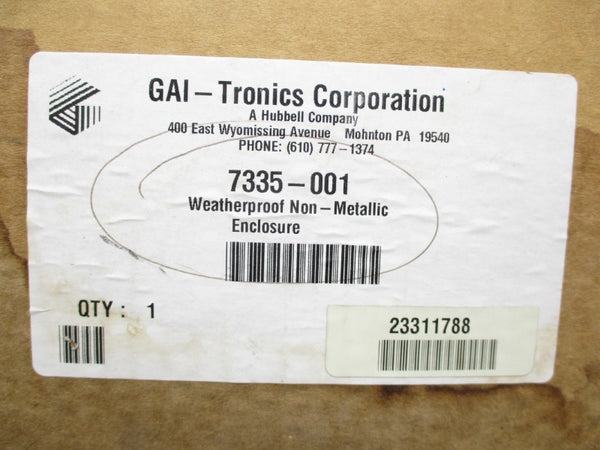 GAI-Tronics Corporation
A Hubbell Company
400 East Wyomissing Avenue Mohnton PA 19540
PHONE: (610) 777-1374
7335-001
Weatherproof Non-Metallic
Enclosure
QTY: 1
23311788